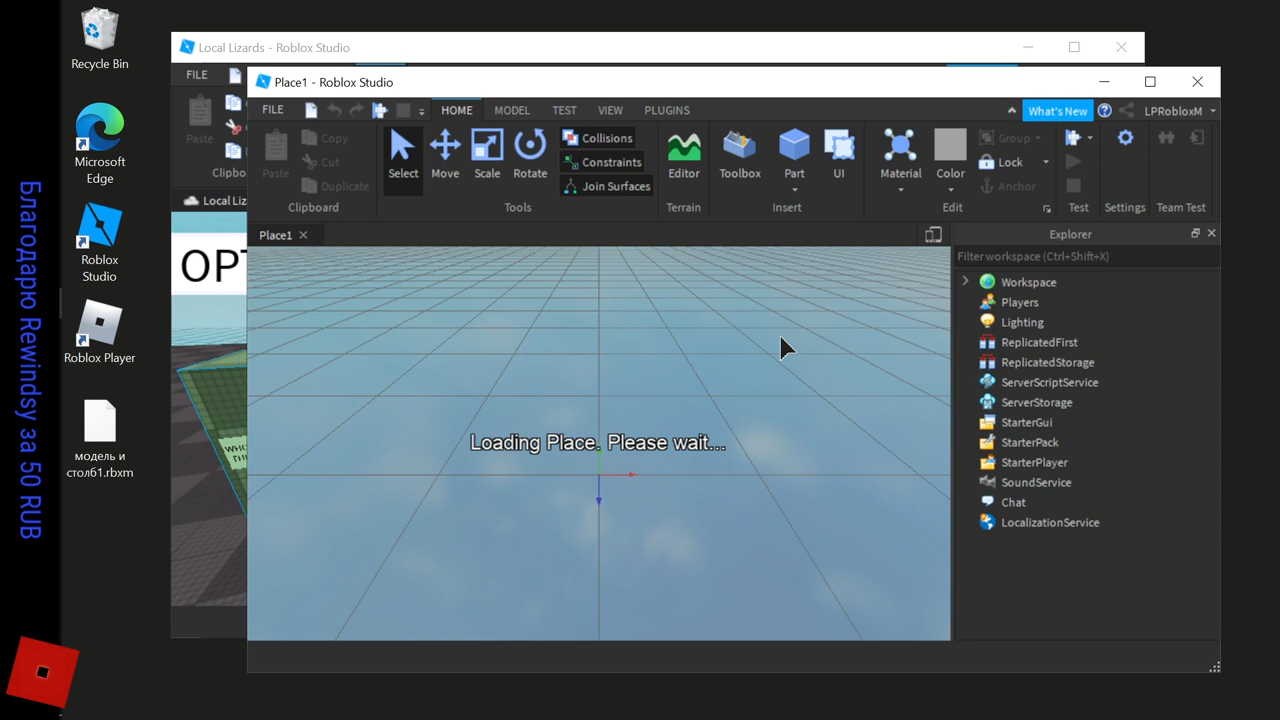 Благодарю Rewindsy за 50 RUB
Recycle Bin
Microsoft
Edge
Roblox
Studio
Roblox Player
модель и
столб1.rbxm
Local Lizards - Roblox Studio
FILE
Paste
Clipbo
Local Liz
ОРТ
Place1 - Roblox Studio
FILE
HOME
MODEL
TEST
VIEW
PLUGINS
What's New
LPRobloxM
Paste
Copy
Cut
Duplicate
Clipboard
Select
Move
Scale
Rotate
Collisions
Constraints
Join Surfaces
Tools
Editor
Terrain
Toolbox
Part
UI
Insert
Material
Color
Group
Lock
Anchor
Edit
Test
Settings
Team Test
Place1
Loading Place. Please wait...
Explorer
Filter workspace (Ctrl+Shift+X)
Workspace
Players
Lighting
ReplicatedFirst
ReplicatedStorage
ServerScriptService
ServerStorage
StarterGui
StarterPack
StarterPlayer
SoundService
Chat
LocalizationService